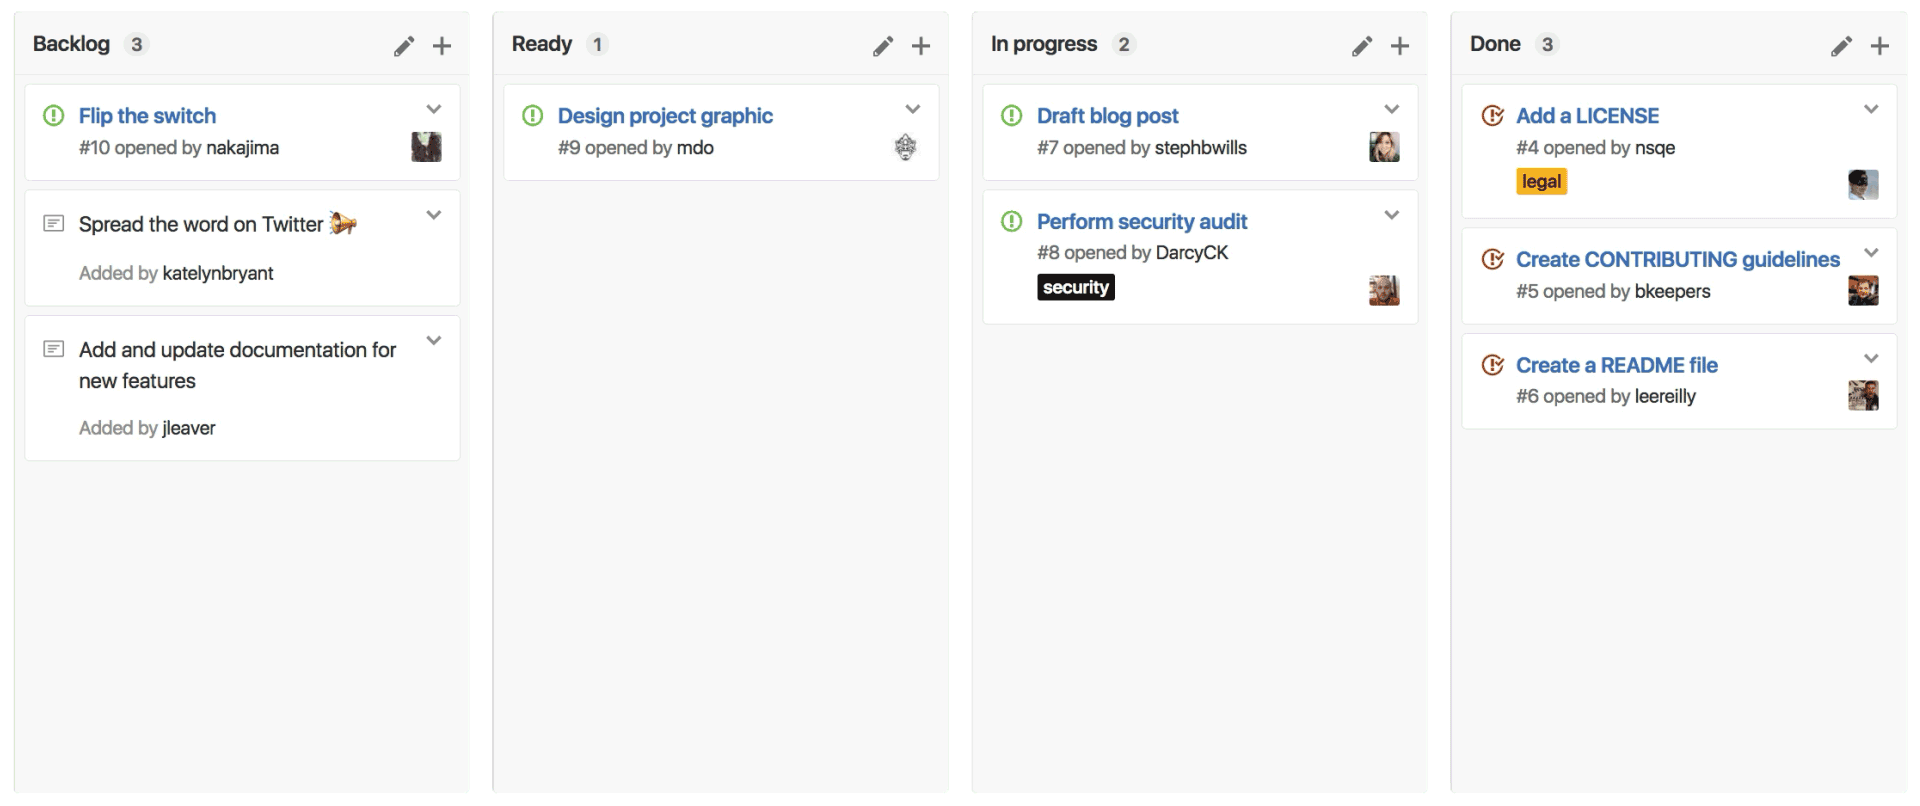 Backlog 3
Flip the switch
#10 opened by nakajima
Spread the word on Twitter
Added by katelynbryant
Add and update documentation for
new features
Added by jleaver
Ready 1
Design project graphic
#9 opened by mdo
In progress 2
Draft blog post
#7 opened by stephbwills
Perform security audit
#8 opened by DarcyCK
security
Done 3
Add a LICENSE
#4 opened by nsqe
legal
Create CONTRIBUTING guidelines
#5 opened by bkeepers
Create a README file
#6 opened by leereilly